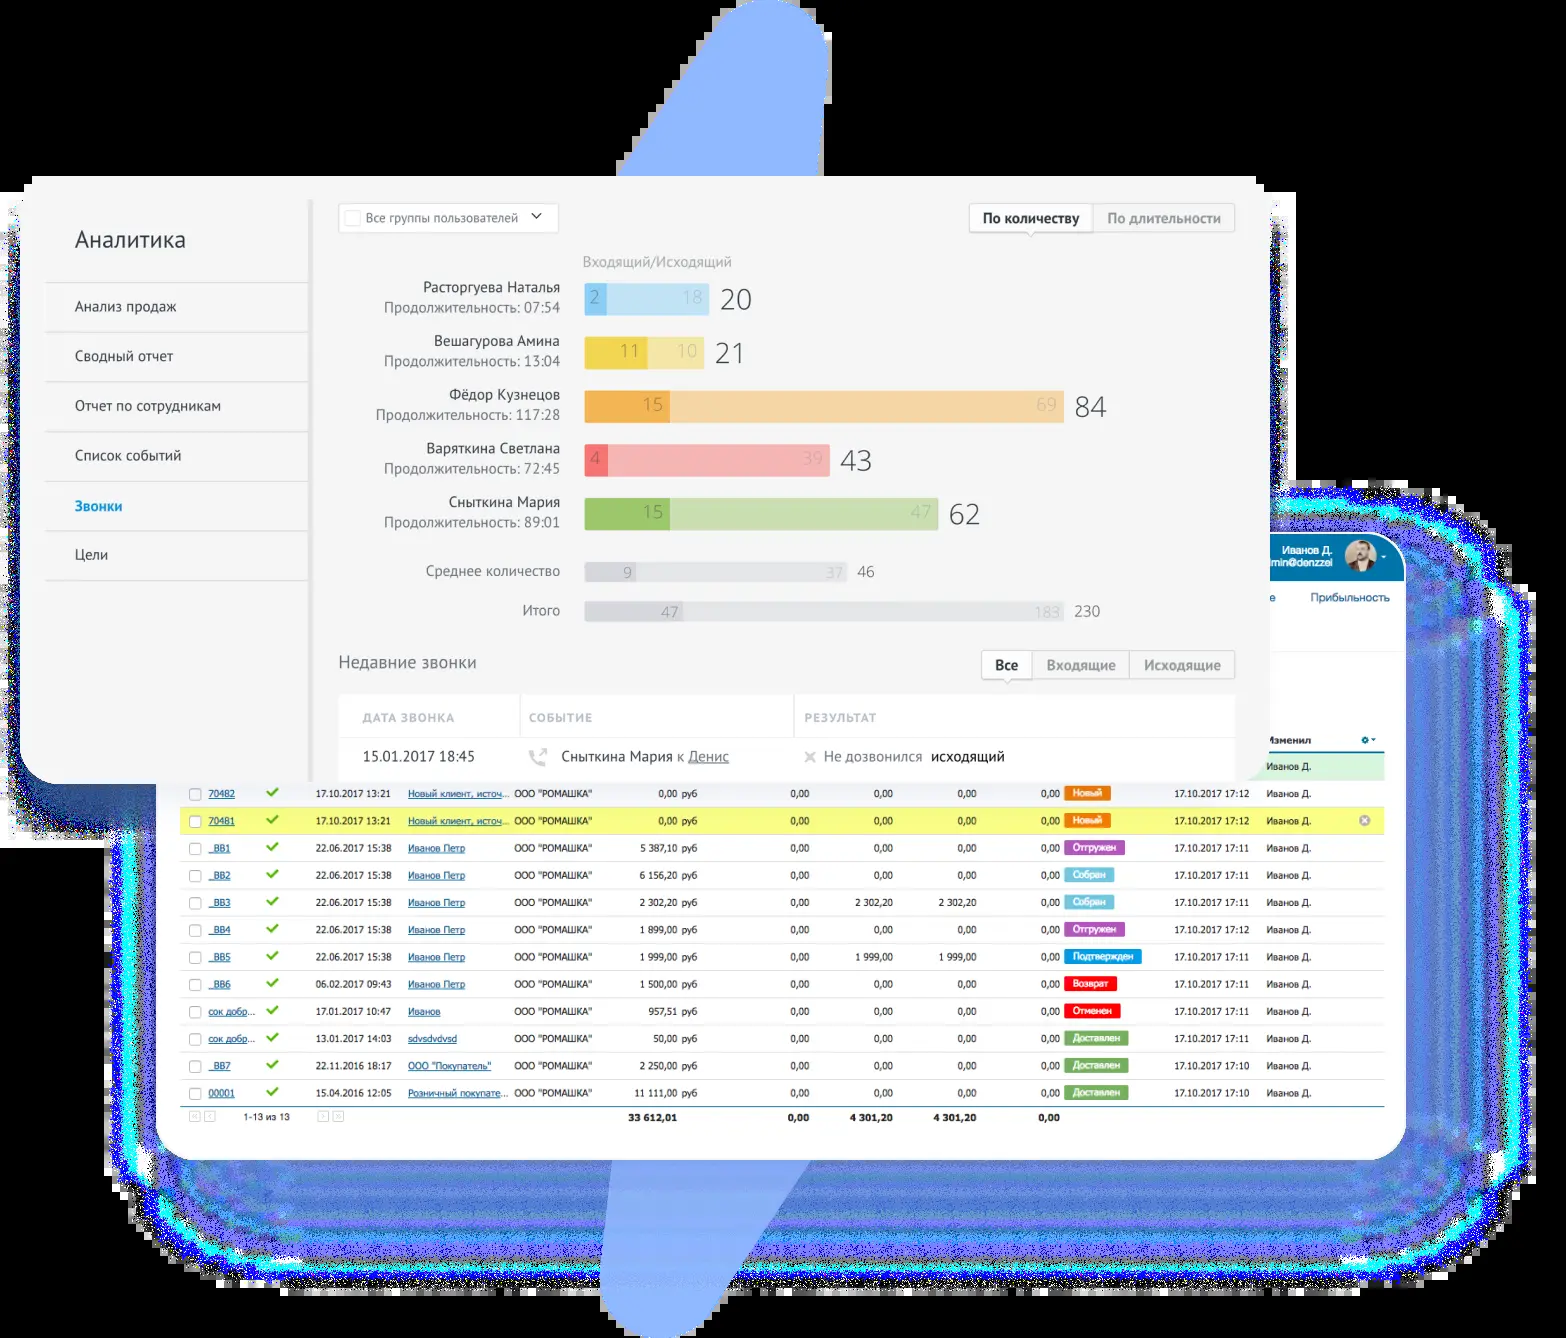 Аналитика
Анализ продаж
Сводный отчет
Отчет по сотрудникам
Список событий
Звонки
Цели
Все группы пользователей
По количеству По длительности
Входящий/Исходящий
Расторгуева Наталья
Продолжительность: 07:54
2 18 20
Вешагурова Амина
Продолжительность: 13:04
11 10 21
Фёдор Кузнецов
Продолжительность: 117:28
15 69 84
Варяткина Светлана
Продолжительность: 72:45
4 39 43
Сныткина Мария
Продолжительность: 89:01
15 47 62
Среднее количество 9 37 46
Итого 47 183 230
Недавние звонки
Все Входящие Исходящие
ДАТА ЗВОНКА СОБЫТИЕ РЕЗУЛЬТАТ
15.01.2017 18:45 Сныткина Мария к Денис Не дозвонился исходящий
Иванов Д.
min@denzzel
е Прибыльность
Изменил
Иванов Д.
70482 17.10.2017 13:21 Новый клиент, источ... ООО "РОМАШКА" 0,00 руб 0,00 0,00 0,00 0,00 Новый 17.10.2017 17:12 Иванов Д.
70481 17.10.2017 13:21 Новый клиент, источ... ООО "РОМАШКА" 0,00 руб 0,00 0,00 0,00 0,00 Новый 17.10.2017 17:12 Иванов Д.
_BB1 22.06.2017 15:38 Иванов Петр ООО "РОМАШКА" 5 387,10 руб 0,00 0,00 0,00 0,00 Отгружен 17.10.2017 17:11 Иванов Д.
_BB2 22.06.2017 15:38 Иванов Петр ООО "РОМАШКА" 6 156,20 руб 0,00 0,00 0,00 0,00 Собран 17.10.2017 17:11 Иванов Д.
_BB3 22.06.2017 15:38 Иванов Петр ООО "РОМАШКА" 2 302,20 руб 0,00 2 302,20 2 302,20 0,00 Собран 17.10.2017 17:11 Иванов Д.
_BB4 22.06.2017 15:38 Иванов Петр ООО "РОМАШКА" 1 899,00 руб 0,00 0,00 0,00 0,00 Отгружен 17.10.2017 17:12 Иванов Д.
_BB5 22.06.2017 15:38 Иванов Петр ООО "РОМАШКА" 1 999,00 руб 0,00 1 999,00 1 999,00 0,00 Подтвержден 17.10.2017 17:11 Иванов Д.
_BB6 06.02.2017 09:43 Иванов Петр ООО "РОМАШКА" 1 500,00 руб 0,00 0,00 0,00 0,00 Возврат 17.10.2017 17:11 Иванов Д.
сок добр... 17.01.2017 10:47 Иванов ООО "РОМАШКА" 957,51 руб 0,00 0,00 0,00 0,00 Отменен 17.10.2017 17:11 Иванов Д.
сок добр... 13.01.2017 14:03 sdvsdvdvsd ООО "РОМАШКА" 50,00 руб 0,00 0,00 0,00 0,00 Доставлен 17.10.2017 17:11 Иванов Д.
_BB7 22.11.2016 18:17 ООО "Покупатель" ООО "РОМАШКА" 2 250,00 руб 0,00 0,00 0,00 0,00 Доставлен 17.10.2017 17:10 Иванов Д.
00001 15.04.2016 12:05 Розничный покупате... ООО "РОМАШКА" 11 111,00 руб 0,00 0,00 0,00 0,00 Доставлен 17.10.2017 17:10 Иванов Д.
1-13 из 13 33 612,01 0,00 4 301,20 4 301,20 0,00